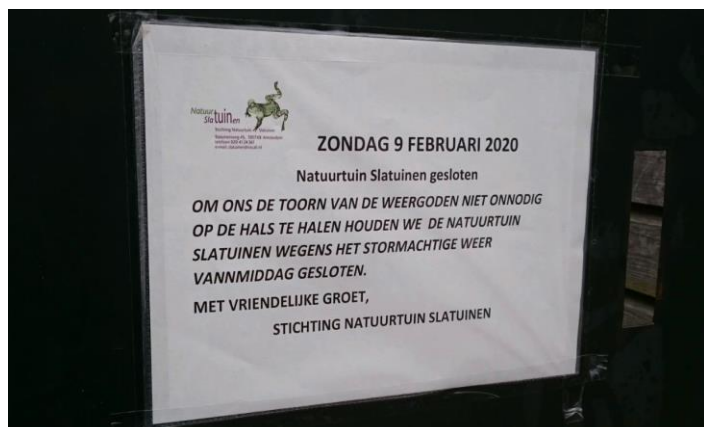 Natuur
Slatuinen
Stichting Natuurtuin Slatuinen
ZONDAG 9 FEBRUARI 2020
Natuurtuin Slatuinen gesloten
OM ONS DE TOORN VAN DE WEERGODEN NIET ONNODIG
OP DE HALS TE HALEN HOUDEN WE DE NATUURTUIN
SLATUINEN WEGENS HET STORMACHTIGE WEER
VANNMIDDAG GESLOTEN.
MET VRIENDELIJKE GROET,
STICHTING NATUURTUIN SLATUINEN